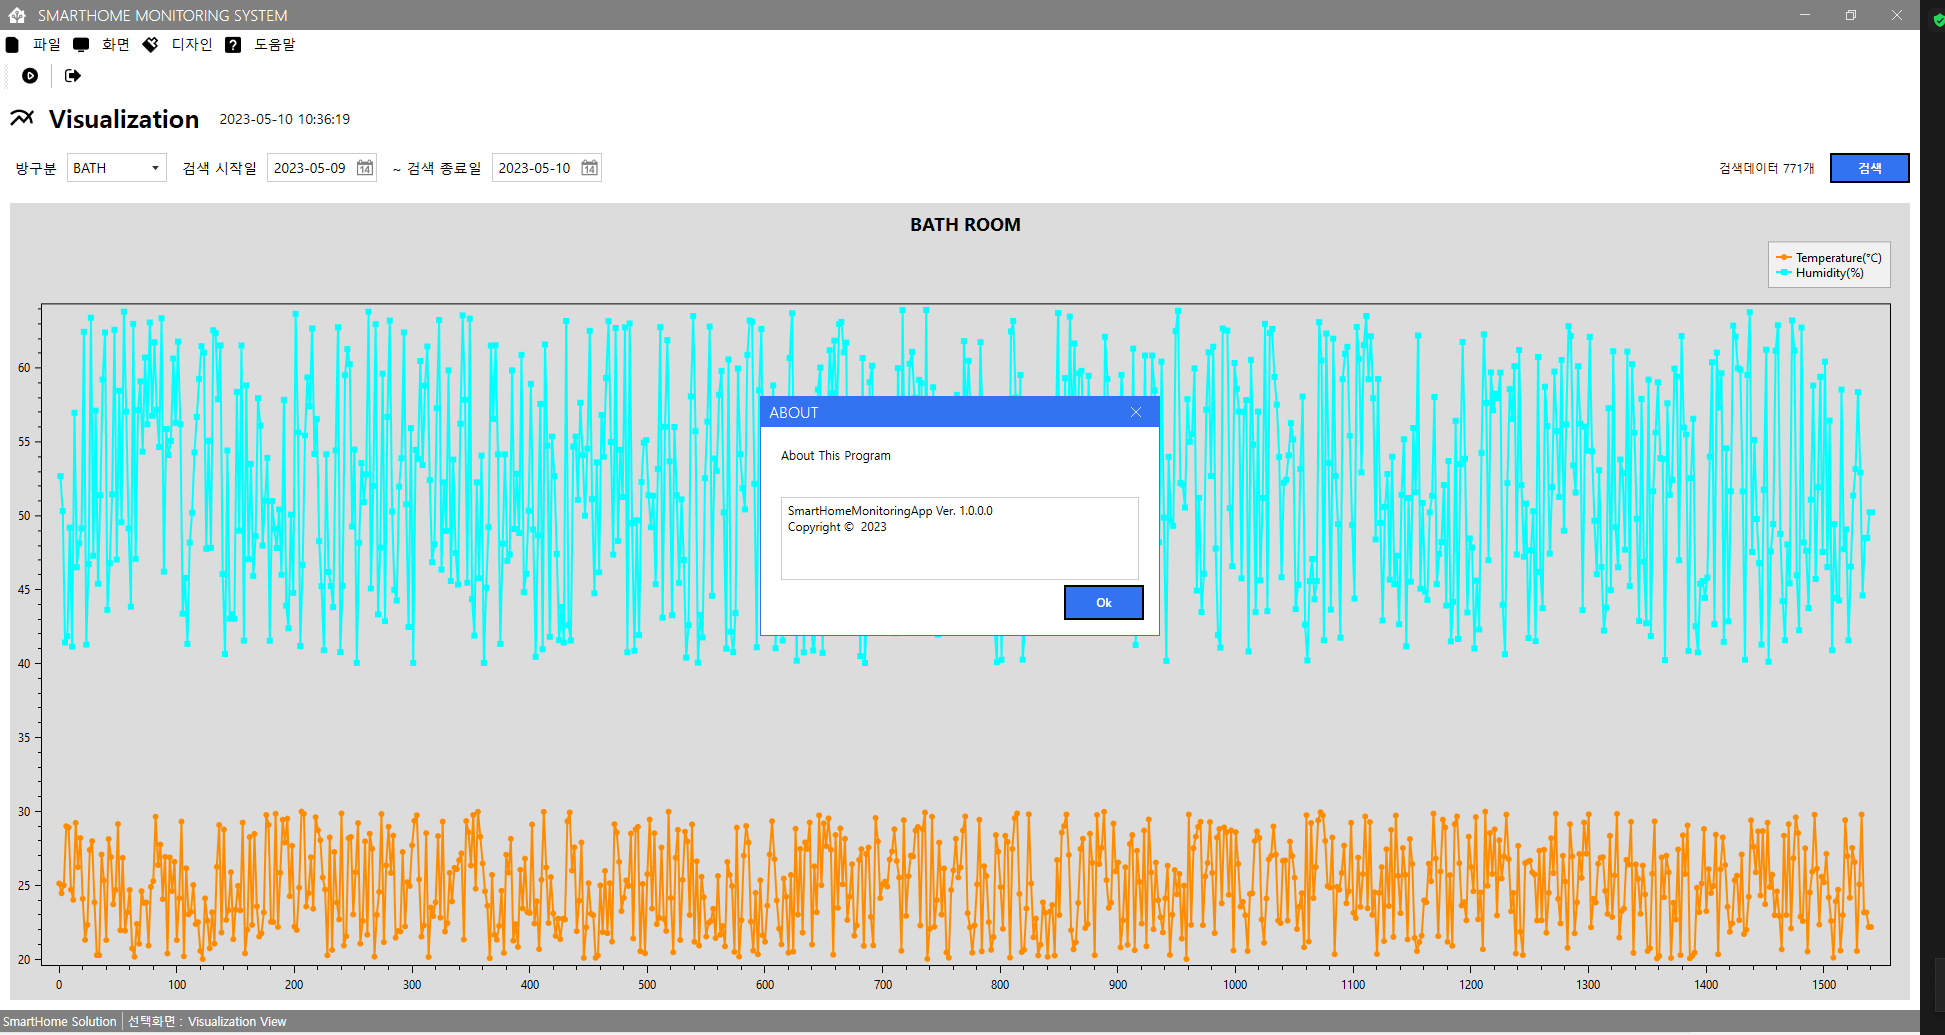 SMARTHOME MONITORING SYSTEM
파일 화면 디자인 ? 도움말
Visualization 2023-05-10 10:36:19
방구분 BATH 검색 시작일 2023-05-09 14 ~ 검색 종료일 2023-05-10 14 검색데이터 771개 검색
BATH ROOM
Temperature(°C)
Humidity(%)
60
55
50
45
40
35
30
25
20
0 100 200 300 400 500 600 700 800 900 1000 1100 1200 1300 1400 1500
ABOUT
About This Program
SmartHomeMonitoringApp Ver. 1.0.0.0
Copyright © 2023
Ok
SmartHome Solution 선택화면 : Visualization View